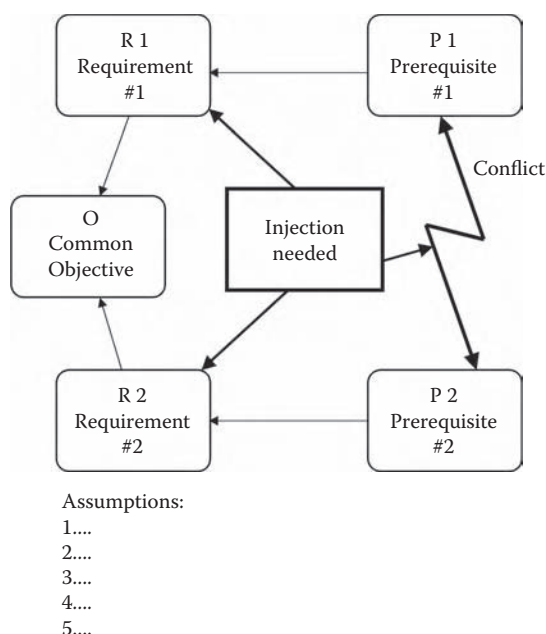 R 1
Requirement
#1
P 1
Prerequisite
#1
Conflict
O
Common
Objective
Injection
needed
R 2
Requirement
#2
P 2
Prerequisite
#2
Assumptions:
1....
2....
3....
4....
5....